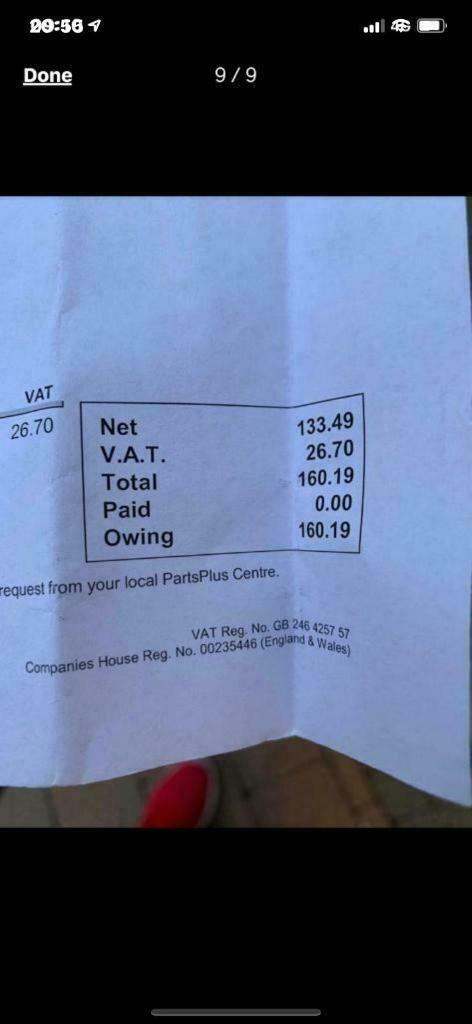 Done
9 / 9
VAT
26.70
Net 133.49
V.A.T. 26.70
Total 160.19
Paid 0.00
Owing 160.19
request from your local PartsPlus Centre.
VAT Reg. No. GB 246 4257 57
Companies House Reg. No. 00235446 (England & Wales)